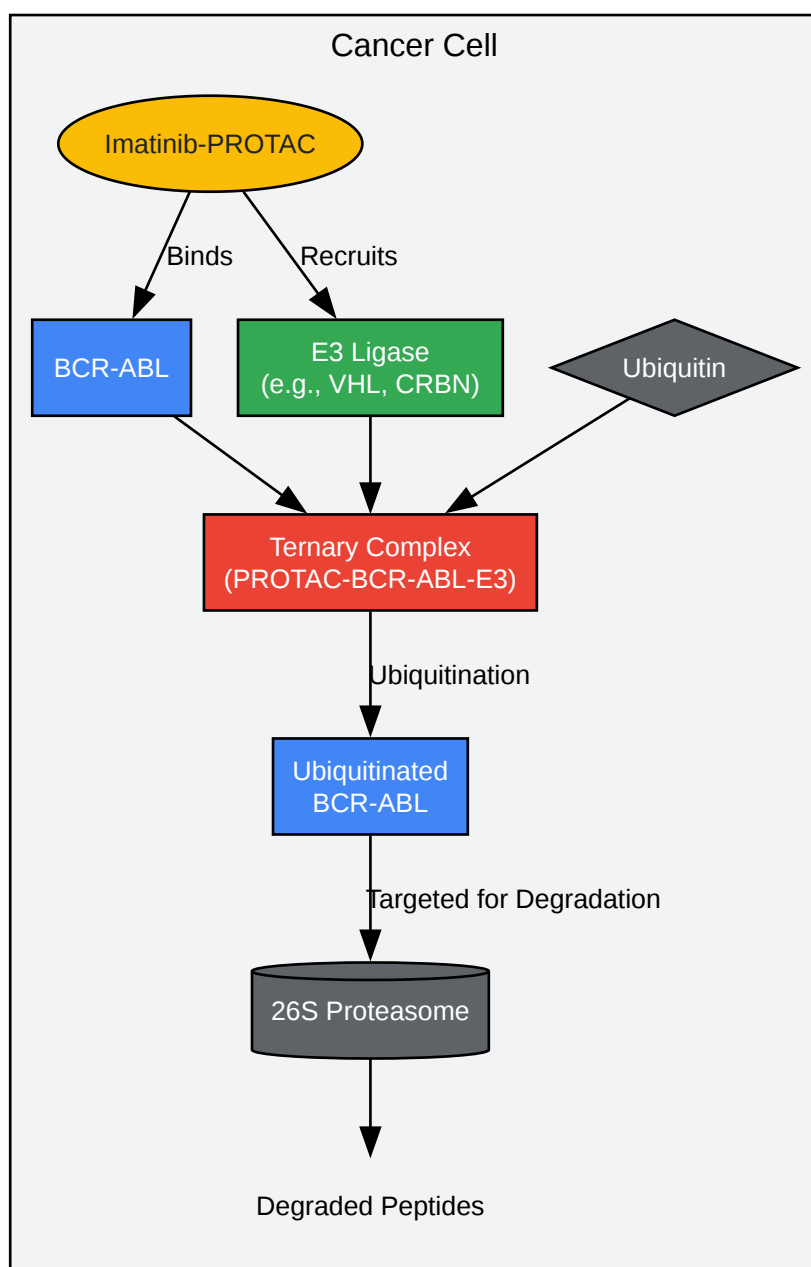 Cancer Cell
Imatinib-PROTAC
Binds
Recruits
BCR-ABL
E3 Ligase
(e.g., VHL, CRBN)
Ubiquitin
Ternary Complex
(PROTAC-BCR-ABL-E3)
Ubiquitination
Ubiquitinated
BCR-ABL
Targeted for Degradation
26S Proteasome
Degraded Peptides